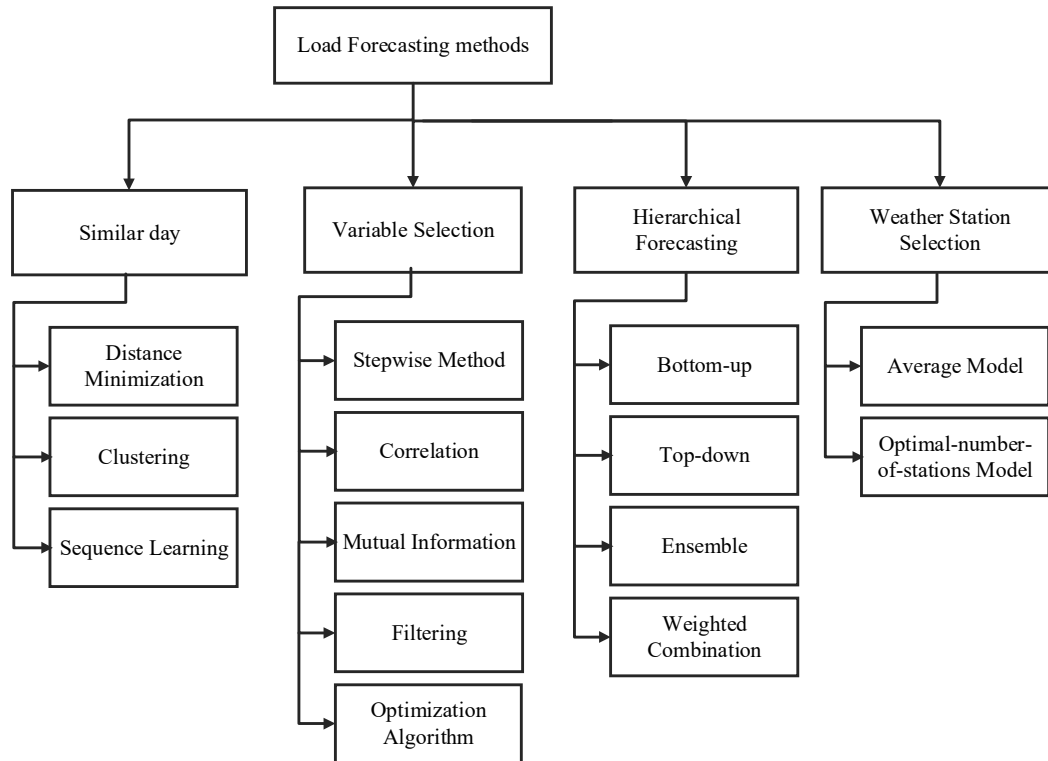 Load Forecasting methods
Similar day
Distance
Minimization
Clustering
Sequence Learning
Variable Selection
Stepwise Method
Correlation
Mutual Information
Filtering
Optimization
Algorithm
Hierarchical
Forecasting
Bottom-up
Top-down
Ensemble
Weighted
Combination
Weather Station
Selection
Average Model
Optimal-number-
of-stations Model